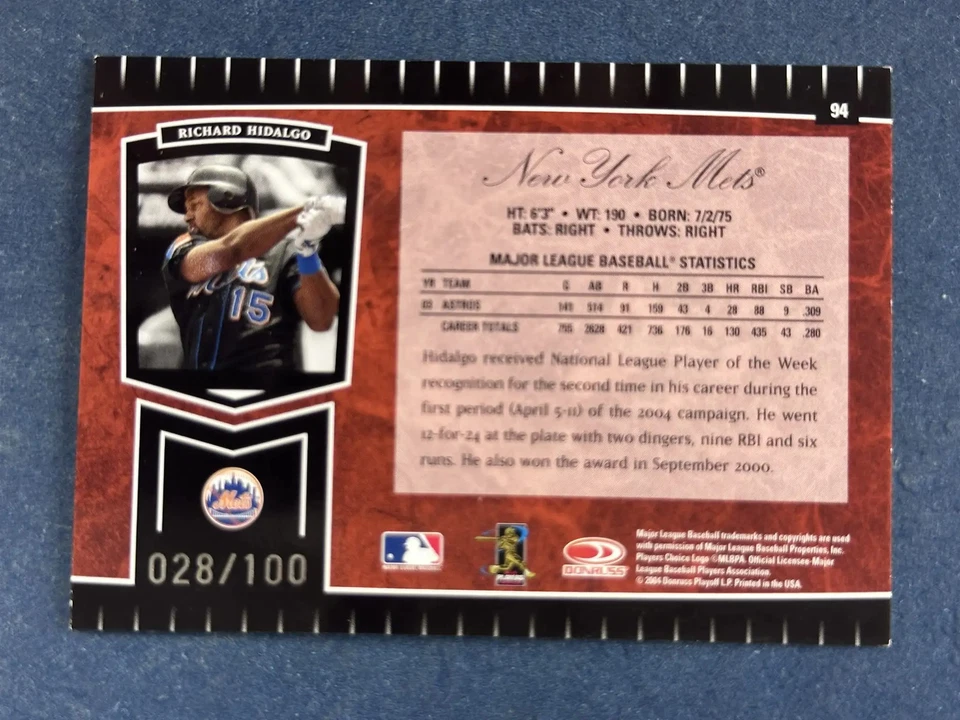 94
RICHARD HIDALGO
Mets
15
New York Mets®
HT: 6'3" • WT: 190 • BORN: 7/2/75
BATS: RIGHT • THROWS: RIGHT
MAJOR LEAGUE BASEBALL® STATISTICS
YR TEAM G AB R H 2B 3B HR RBI SB BA
03 ASTROS 141 514 91 159 43 4 28 88 9 .309
CAREER TOTALS 2828 421 736 176 16 130 435 43 .280
Hidalgo received National League Player of the Week
recognition for the second time in his career during the
first period (April 5-11) of the 2004 campaign. He went
12-for-24 at the plate with two dingers, nine RBI and six
runs. He also won the award in September 2000.
Mets
028/100
DONRUSS
Major League Baseball trademarks and copyrights are used
with permission of Major League Baseball Properties, Inc.
Players Choice Logo ©MLBPA. Official Licensee-Major
League Baseball Players Association.
© 2004 Donruss Playoff L.P. Printed in the USA.